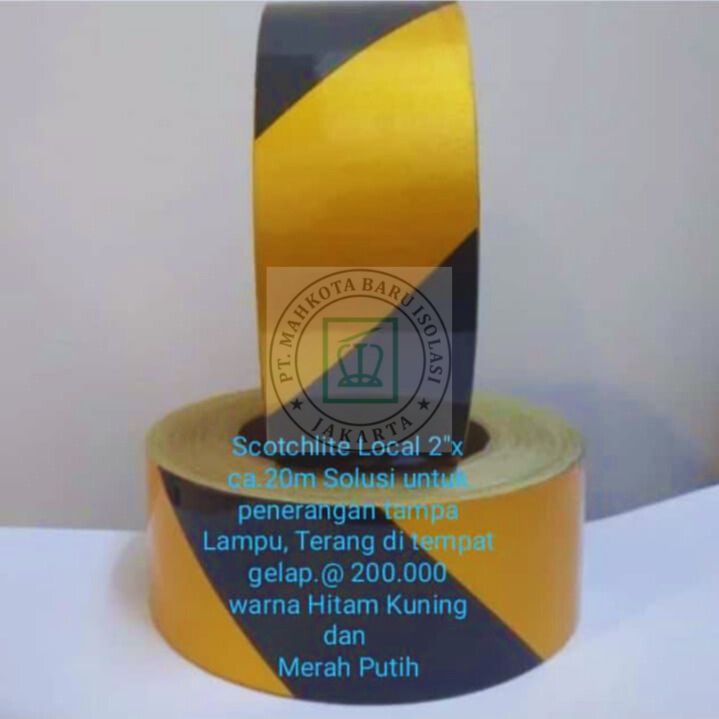 PT. MAHKOTA BARU ISOLASI
JAKARTA
Scotchlite Local 2"x
ca.20m Solusi untuk
penerangan tampa
Lampu, Terang di tempat
gelap.@ 200.000
warna Hitam Kuning
dan
Merah Putih